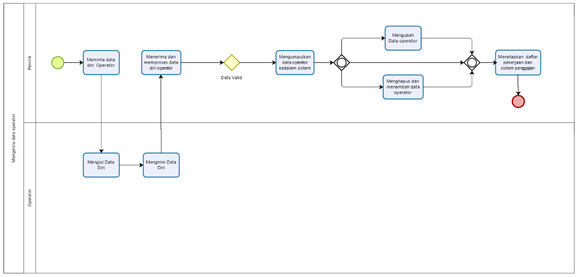 Mengelola data operator
Pemilik
Operator
Meminta data
diri Operator
Menerima dan
memproses data
diri operator
Data Valid
Mengumpulkan
data operator
kedalam sistem
Mengubah
Data operator
Menghapus dan
menambah data
operator
Menetapkan daftar
pekerjaan dan
sistem penggajian
Mengisi Data
Diri
Mengirim Data
Diri